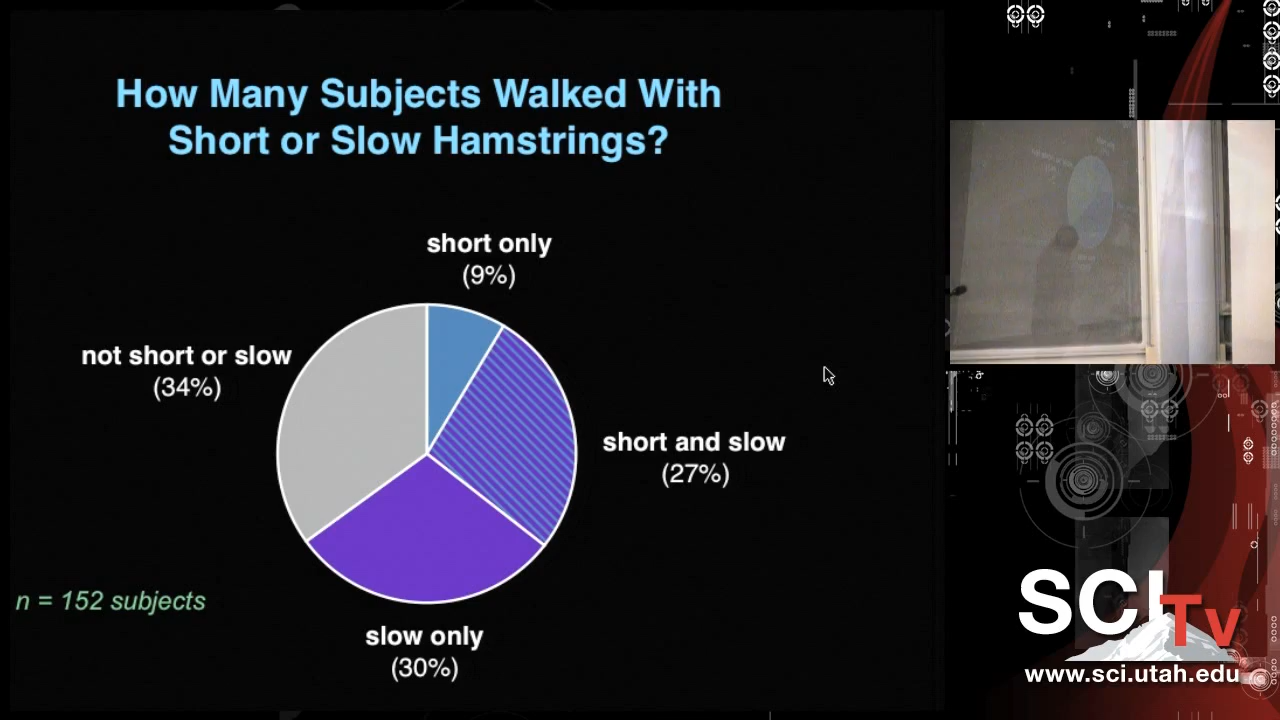 How Many Subjects Walked With
Short or Slow Hamstrings?
short only
(9%)
not short or slow
(34%)
short and slow
(27%)
n = 152 subjects
slow only
(30%)
SCI
TV
www.sci.utah.edu